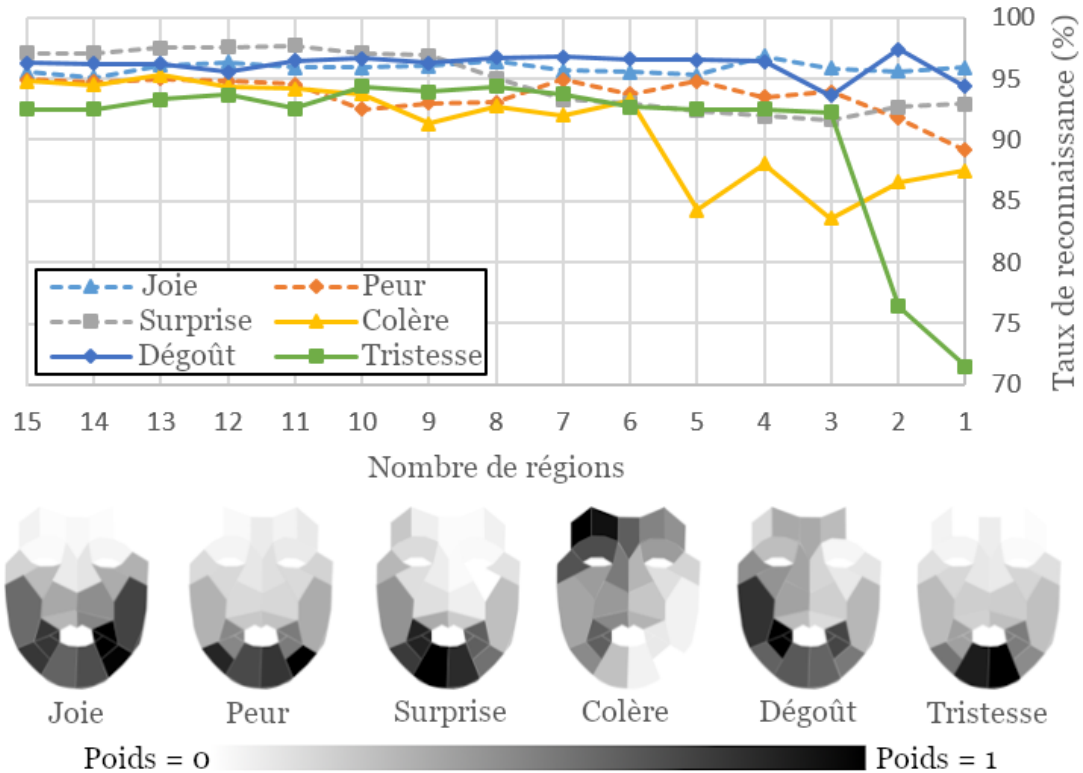 100
95
90
85
80
75
70
Taux de reconnaissance (%)
Joie
Peur
Surprise
Colère
Dégoût
Tristesse
15 14 13 12 11 10 9 8 7 6 5 4 3 2 1
Nombre de régions
Joie Peur Surprise Colère Dégoût Tristesse
Poids = 0 Poids = 1